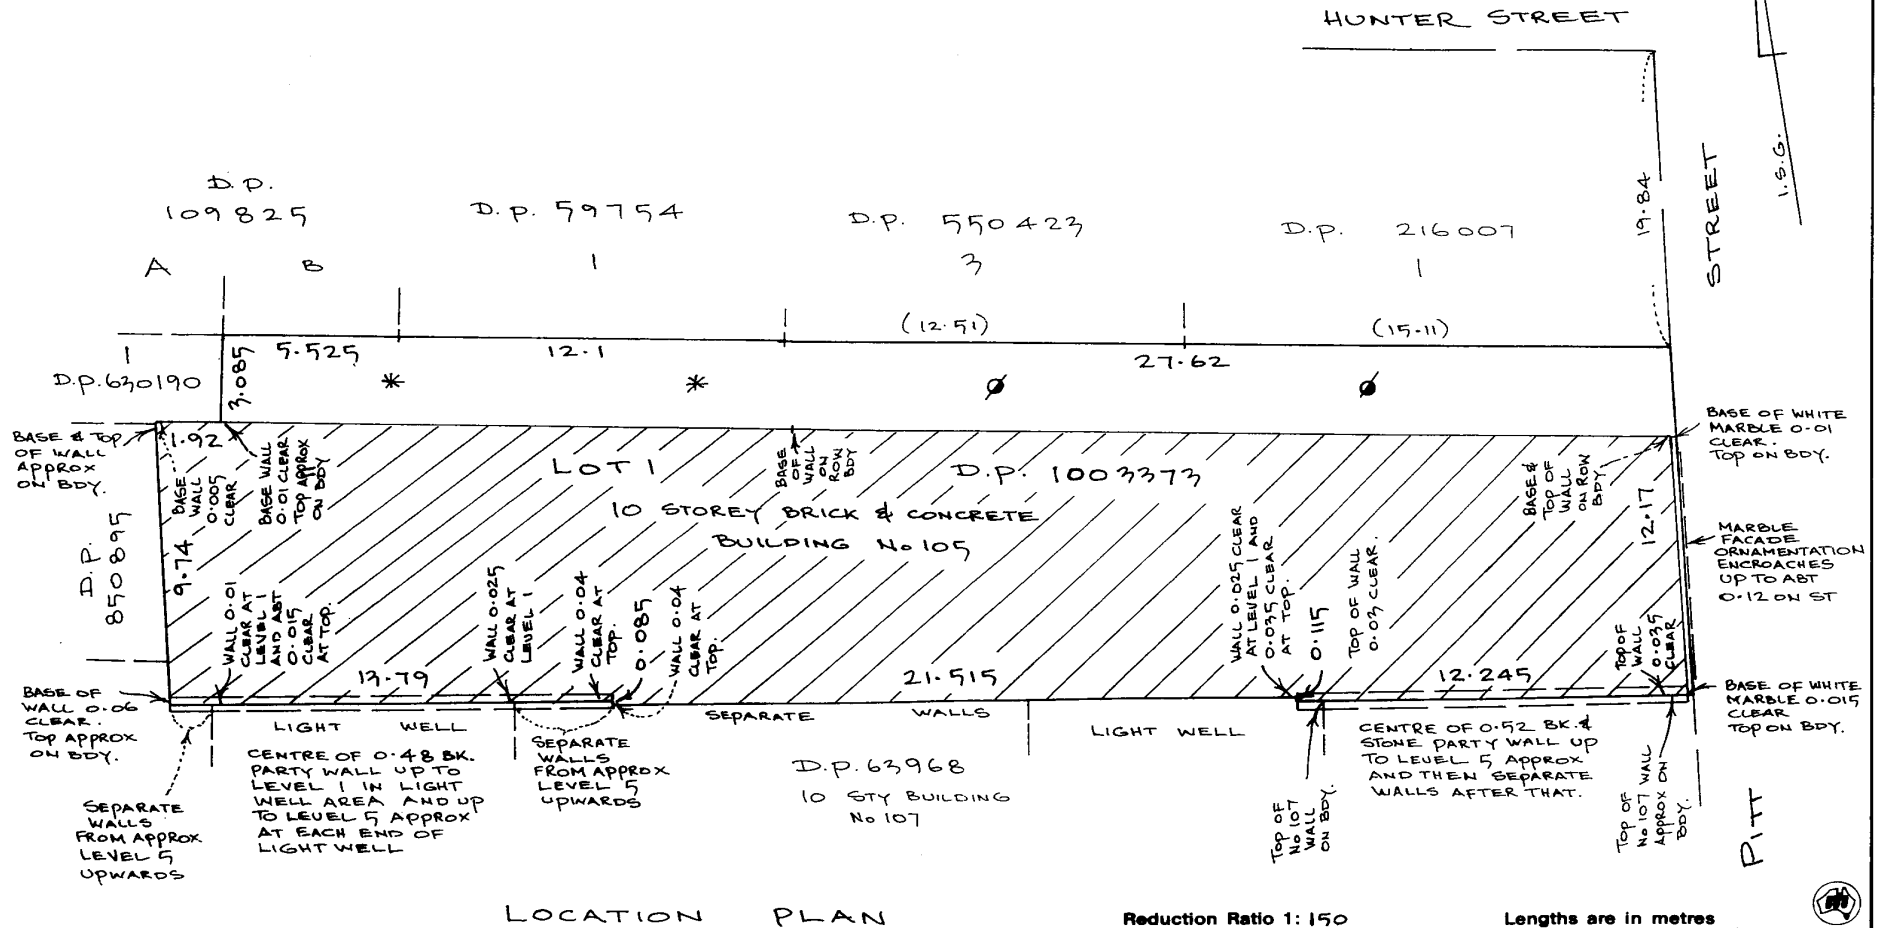 HUNTER STREET
I.S.G.
STREET
19.84
D.P.
109825
D.P. 59754
D.P. 550423
D.P. 216007
A
B
1
3
1
(12.51)
(15.11)
1
D.P. 630190
3.085
5.525
12.1
27.62
BASE & TOP
OF WALL
APPROX
ON BDY.
1.92
BASE
WALL
0.005
CLEAR
BASE WALL
0.01 CLEAR
TOP APPROX
ON BDY
LOT 1
BASE
OF
WALL
ON
ROW
BDY
D.P. 1003373
10 STOREY BRICK & CONCRETE
BUILDING No 105
BASE &
TOP OF
WALL
ON ROW
BDY
12.17
BASE OF WHITE
MARBLE 0.01
CLEAR.
TOP ON BDY.
MARBLE
FACADE
ORNAMENTATION
ENCROACHES
UP TO ABT
0.12 ON ST
D.P.
850895
9.74
WALL 0.01
CLEAR AT
LEVEL 1
AND ABT
0.015
CLEAR
AT TOP.
13.79
WALL 0.025
CLEAR AT
LEVEL 1
WALL 0.04
CLEAR AT
TOP.
0.085
WALL 0.04
CLEAR AT
TOP.
21.515
WALL 0.025 CLEAR
AT LEVEL 1 AND
0.035 CLEAR
AT TOP.
0.115
TOP OF WALL
0.03 CLEAR.
12.245
TOP OF
WALL
0.035
CLEAR
BASE OF
WALL 0.06
CLEAR.
TOP APPROX
ON BDY.
BASE OF WHITE
MARBLE 0.015
CLEAR
TOP ON BDY.
LIGHT WELL
SEPARATE WALLS
LIGHT WELL
CENTRE OF 0.48 BK.
PARTY WALL UP TO
LEVEL 1 IN LIGHT
WELL AREA AND UP
TO LEVEL 5 APPROX
AT EACH END OF
LIGHT WELL
SEPARATE
WALLS
FROM APPROX
LEVEL 5
UPWARDS
D.P. 63968
10 STY BUILDING
No 107
CENTRE OF 0.52 BK. &
STONE PARTY WALL UP
TO LEVEL 5 APPROX
AND THEN SEPARATE
WALLS AFTER THAT.
SEPARATE
WALLS
FROM APPROX
LEVEL 5
UPWARDS
TOP OF
No 107
WALL
ON BDY.
TOP OF
No 107 WALL
APPROX ON
BDY.
PITT
LOCATION PLAN
Reduction Ratio 1: 150
Lengths are in metres